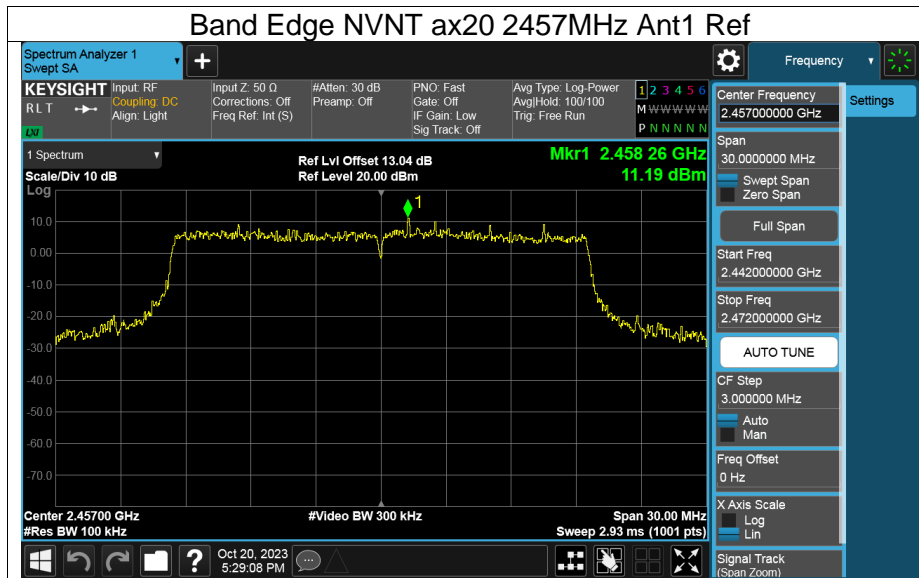 Band Edge NVNT ax20 2457MHz Ant1 Ref
Spectrum Analyzer 1
Swept SA
+
Frequency
KEYSIGHT
R L T
LXI
Input: RF
Coupling: DC
Align: Light
Input Z: 50 Ω
Corrections: Off
Freq Ref: Int (S)
#Atten: 30 dB
Preamp: Off
PNO: Fast
Gate: Off
IF Gain: Low
Sig Track: Off
Avg Type: Log-Power
Avg|Hold: 100/100
Trig: Free Run
1 2 3 4 5 6
M W W W W W
P N N N N N
1 Spectrum
Scale/Div 10 dB
Log
Ref Lvl Offset 13.04 dB
Ref Level 20.00 dBm
Mkr1 2.458 26 GHz
11.19 dBm
1
10.0
0.00
-10.0
-20.0
-30.0
-40.0
-50.0
-60.0
-70.0
Center 2.45700 GHz
#Res BW 100 kHz
#Video BW 300 kHz
Span 30.00 MHz
Sweep 2.93 ms (1001 pts)
Center Frequency
2.457000000 GHz
Settings
Span
30.0000000 MHz
Swept Span
Zero Span
Full Span
Start Freq
2.442000000 GHz
Stop Freq
2.472000000 GHz
AUTO TUNE
CF Step
3.000000 MHz
Auto
Man
Freq Offset
0 Hz
X Axis Scale
Log
Lin
Signal Track
(Span Zoom)
?
Oct 20, 2023
5:29:08 PM